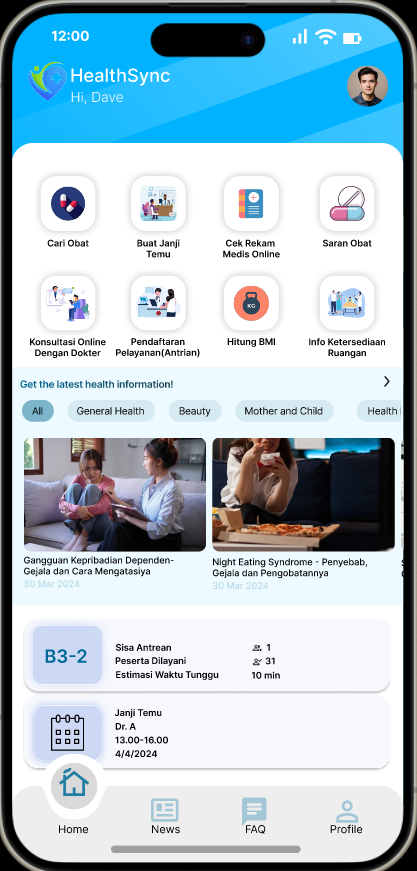 12:00
HealthSync
Hi, Dave
Cari Obat
Buat Janji
Temu
Cek Rekam
Medis Online
Saran Obat
Konsultasi Online
Dengan Dokter
Pendaftaran
Pelayanan(Antrian)
Hitung BMI
KG
Info Ketersediaan
Ruangan
Get the latest health information!
All
General Health
Beauty
Mother and Child
Health
Gangguan Kepribadian Dependen-
Gejala dan Cara Mengatasiya
30 Mar 2024
Night Eating Syndrome - Penyebab,
Gejala dan Pengobatannya
30 Mar 2024
B3-2
Sisa Antrean 1
Peserta Dilayani 31
Estimasi Waktu Tunggu 10 min
Janji Temu
Dr. A
13.00-16.00
4/4/2024
Home
News
FAQ
Profile